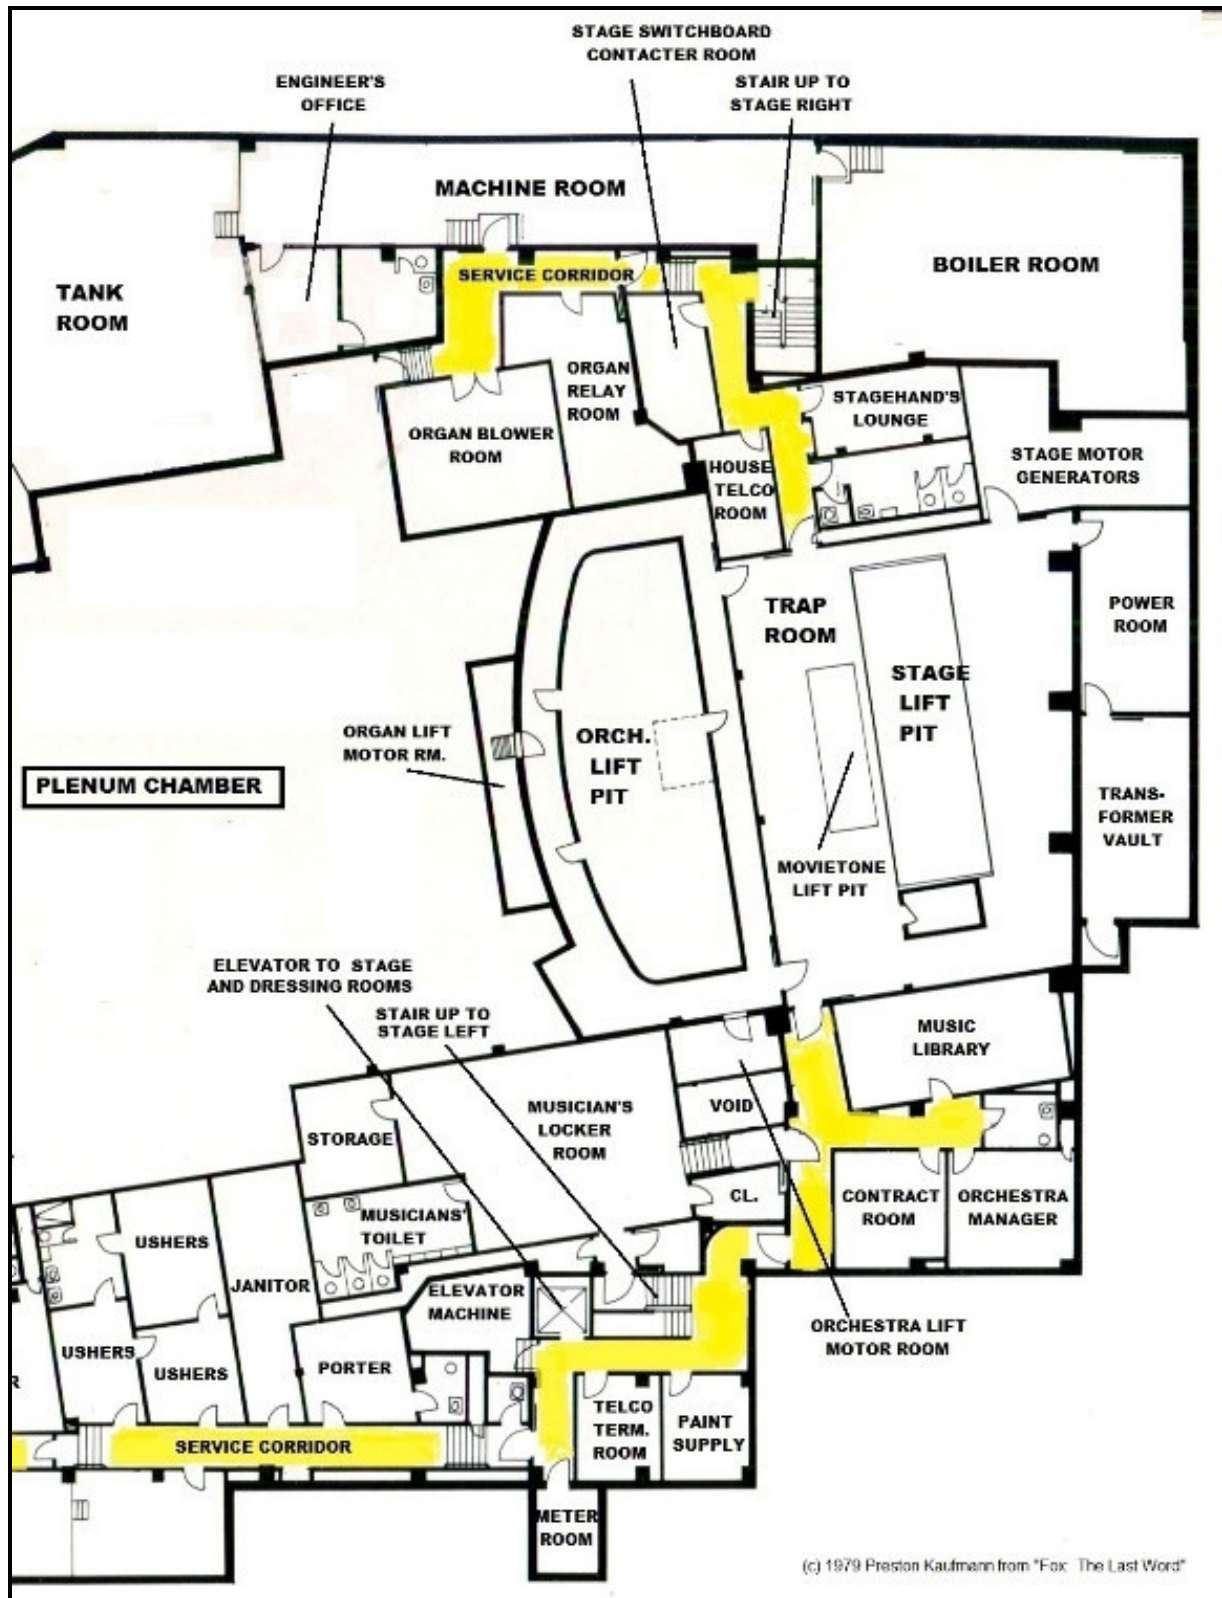 STAGE SWITCHBOARD
CONTACTER ROOM
ENGINEER'S
OFFICE
STAIR UP TO
STAGE RIGHT
MACHINE ROOM
BOILER ROOM
SERVICE CORRIDOR
TANK
ROOM
ORGAN
RELAY
ROOM
STAGEHAND'S
LOUNGE
ORGAN BLOWER
ROOM
STAGE MOTOR
GENERATORS
HOUSE
TELCO
ROOM
TRAP
ROOM
POWER
ROOM
STAGE
LIFT
PIT
ORGAN LIFT
MOTOR RM.
ORCH.
LIFT
PIT
PLENUM CHAMBER
TRANS-
FORMER
VAULT
MOVIETONE
LIFT PIT
ELEVATOR TO STAGE
AND DRESSING ROOMS
STAIR UP TO
STAGE LEFT
MUSIC
LIBRARY
MUSICIAN'S
LOCKER
ROOM
VOID
STORAGE
CL.
CONTRACT
ROOM
ORCHESTRA
MANAGER
MUSICIANS'
TOILET
USHERS
JANITOR
ELEVATOR
MACHINE
ORCHESTRA LIFT
MOTOR ROOM
USHERS
USHERS
PORTER
R
TELCO
TERM.
ROOM
PAINT
SUPPLY
SERVICE CORRIDOR
METER
ROOM
(c) 1979 Preston Kaufmann from "Fox: The Last Word"